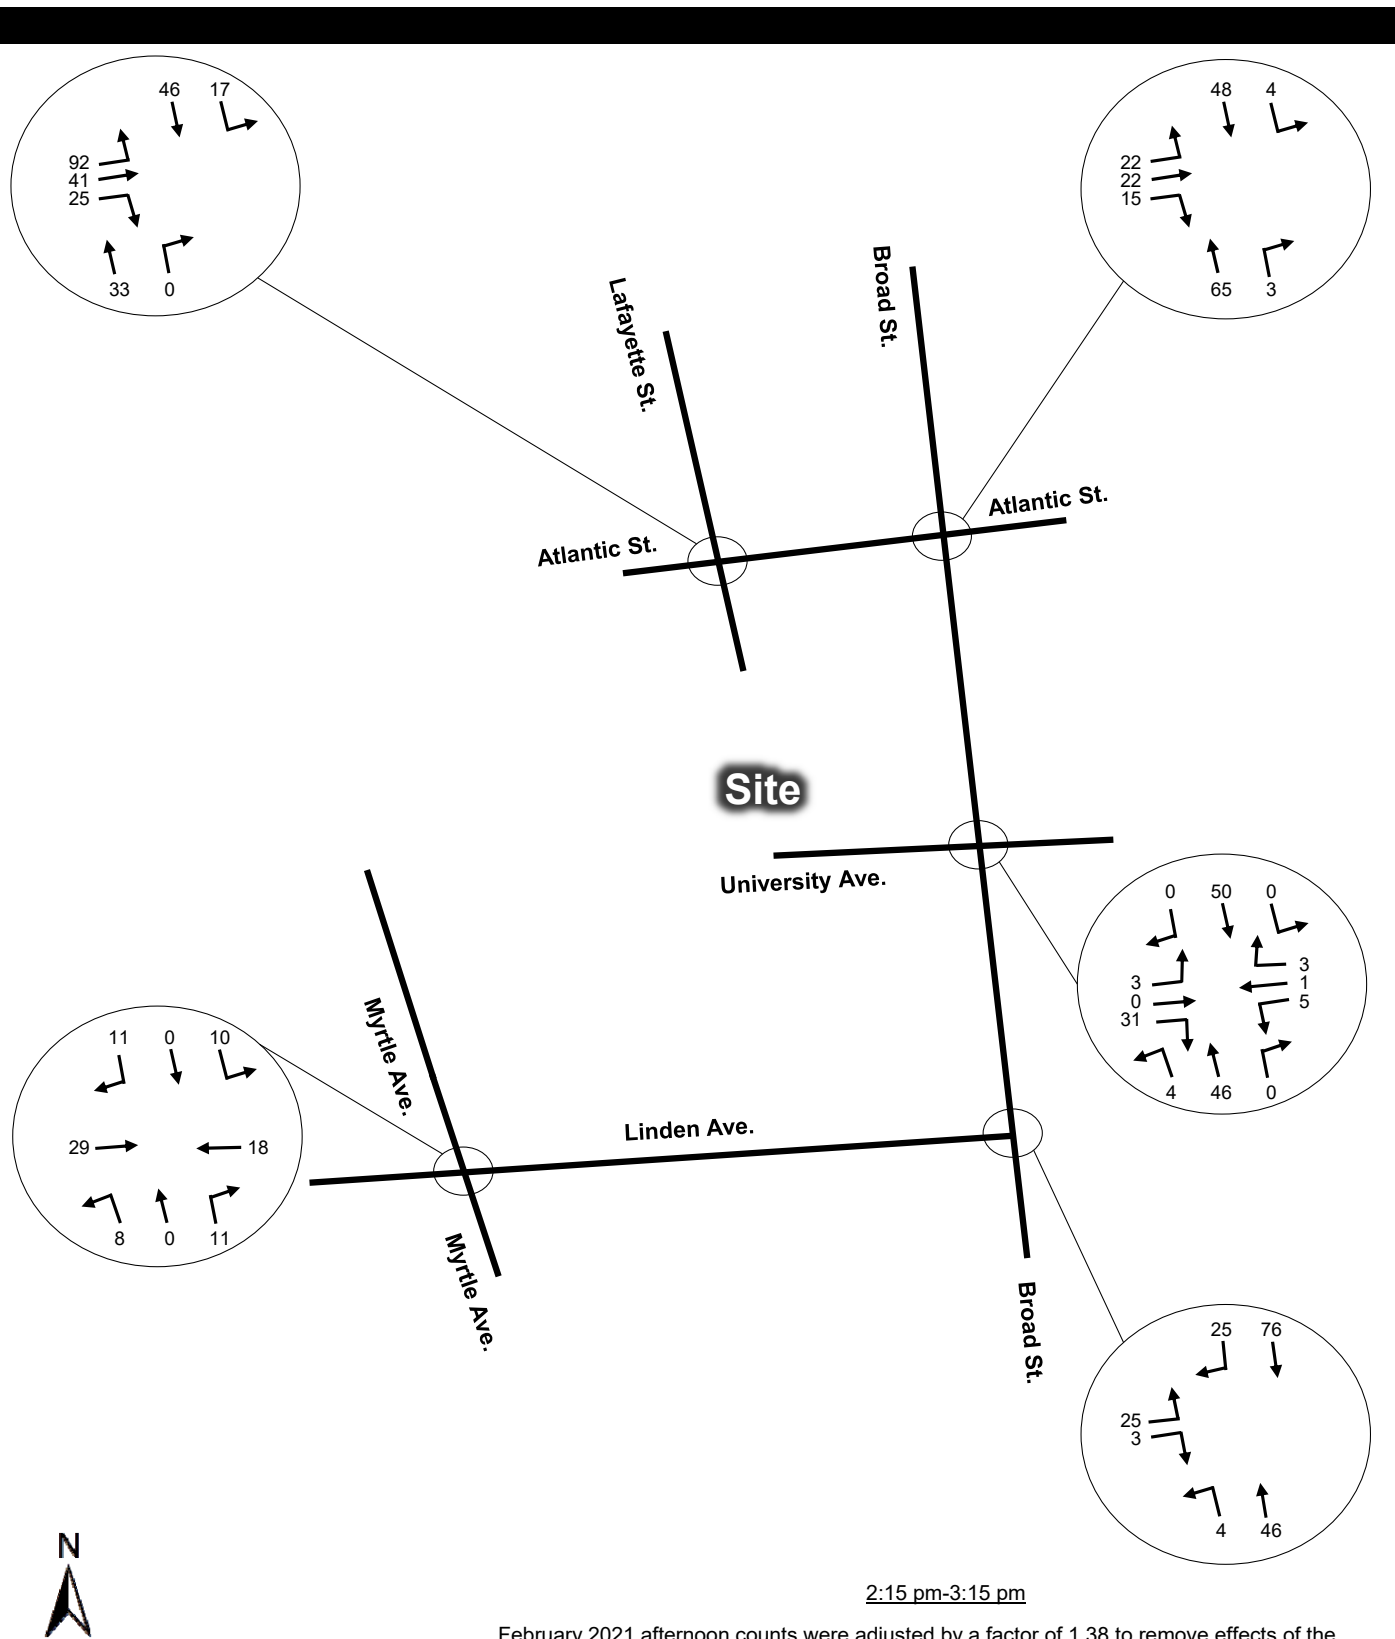 46 17
92
41
25
33 0
48 4
22
22
15
65 3
Lafayette St.
Broad St.
Atlantic St.
Atlantic St.
Site
University Ave.
0 50 0
3
0
31
3
1
5
4 46 0
Myrtle Ave.
11 0 10
29
18
8 0 11
Linden Ave.
Myrtle Ave.
Broad St.
25 76
25
3
4 46
N
2:15 pm-3:15 pm
February 2021 afternoon counts were adjusted by a factor of 1.38 to remove effects of the